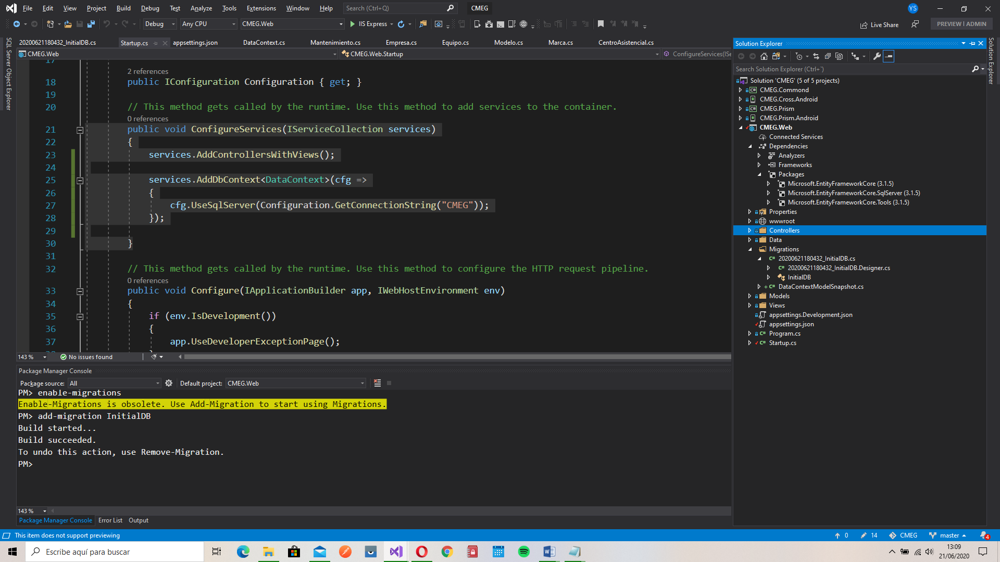 File Edit View Project Build Debug Test Analyze Tools Extensions Window Help Search (Ctrl+Q) CMEG YS
Debug Any CPU CMEG.Web IIS Express Live Share PREVIEW | ADMIN
SQL Server Object Explorer
20200621180432_InitialDB.cs Startup.cs appsettings.json DataContext.cs Mantenimiento.cs Empresa.cs Equipo.cs Modelo.cs Marca.cs CentroAsistencial.cs
CMEG.Web CMEG.Web.Startup ConfigureServices(ISe
17
2 references
18 public IConfiguration Configuration { get; }
19
20 // This method gets called by the runtime. Use this method to add services to the container.
0 references
21 public void ConfigureServices(IServiceCollection services)
22 {
23 services.AddControllersWithViews();
24
25 services.AddDbContext<DataContext>(cfg =>
26 {
27 cfg.UseSqlServer(Configuration.GetConnectionString("CMEG"));
28 });
29
30 }
31
32 // This method gets called by the runtime. Use this method to configure the HTTP request pipeline.
0 references
33 public void Configure(IApplicationBuilder app, IWebHostEnvironment env)
34 {
35 if (env.IsDevelopment())
36 {
37 app.UseDeveloperExceptionPage();
143 % No issues found
Package Manager Console
Package source: All Default project: CMEG.Web
PM> enable-migrations
Enable-Migrations is obsolete. Use Add-Migration to start using Migrations.
PM> add-migration InitialDB
Build started...
Build succeeded.
To undo this action, use Remove-Migration.
PM>
143 %
Package Manager Console Error List Output
Solution Explorer
Search Solution Explorer (Ctrl+¨)
Solution 'CMEG' (5 of 5 projects)
CMEG.Commond
CMEG.Cross.Android
CMEG.Prism
CMEG.Prism.Android
CMEG.Web
Connected Services
Dependencies
Analyzers
Frameworks
Packages
Microsoft.EntityFrameworkCore (3.1.5)
Microsoft.EntityFrameworkCore.SqlServer (3.1.5)
Microsoft.EntityFrameworkCore.Tools (3.1.5)
Properties
wwwroot
Controllers
Data
Migrations
20200621180432_InitialDB.cs
20200621180432_InitialDB.Designer.cs
InitialDB
DataContextModelSnapshot.cs
Models
Views
appsettings.Development.json
appsettings.json
Program.cs
Startup.cs
Solution Explorer
This item does not support previewing 0 14 CMEG master 4
Escribe aquí para buscar
13:09
21/06/2020